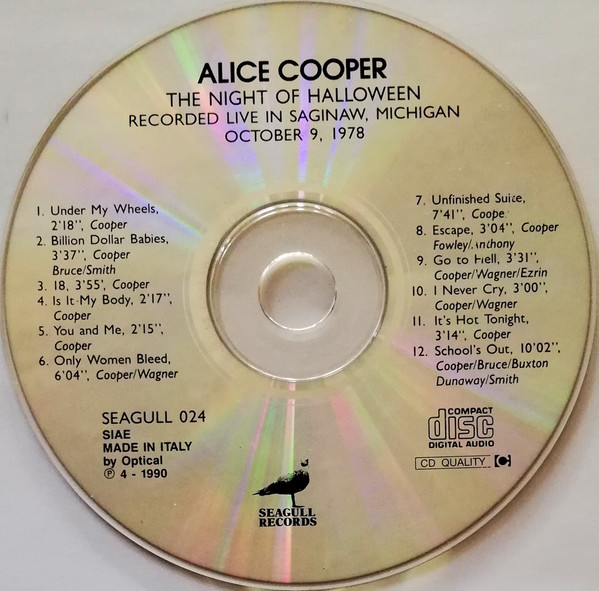 ALICE COOPER
THE NIGHT OF HALLOWEEN
RECORDED LIVE IN SAGINAW, MICHIGAN
OCTOBER 9, 1978
1. Under My Wheels,
2'18", Cooper
2. Billion Dollar Babies,
3'37", Cooper
Bruce/Smith
3. 18, 3'55', Cooper
4. Is It My Body, 2'17",
Cooper
5. You and Me, 2'15",
Cooper
6. Only Women Bleed,
6'04", Cooper/Wagner
7. Unfinished Suite,
7'41", Coope
8. Escape, 3'04", Cooper
Fowley/Anthony
9. Go to Hell, 3'31",
Cooper/Wagner/Ezrin
10. I Never Cry, 3'00",
Cooper/Wagner
11. It's Hot Tonight,
3'14", Cooper
12. School's Out, 10'02",
Cooper/Bruce/Buxton
Dunaway/Smith
SEAGULL 024
SIAE
MADE IN ITALY
by Optical
℗ 4 - 1990
SEAGULL
RECORDS
COMPACT
disc
DIGITAL AUDIO
CD QUALITY